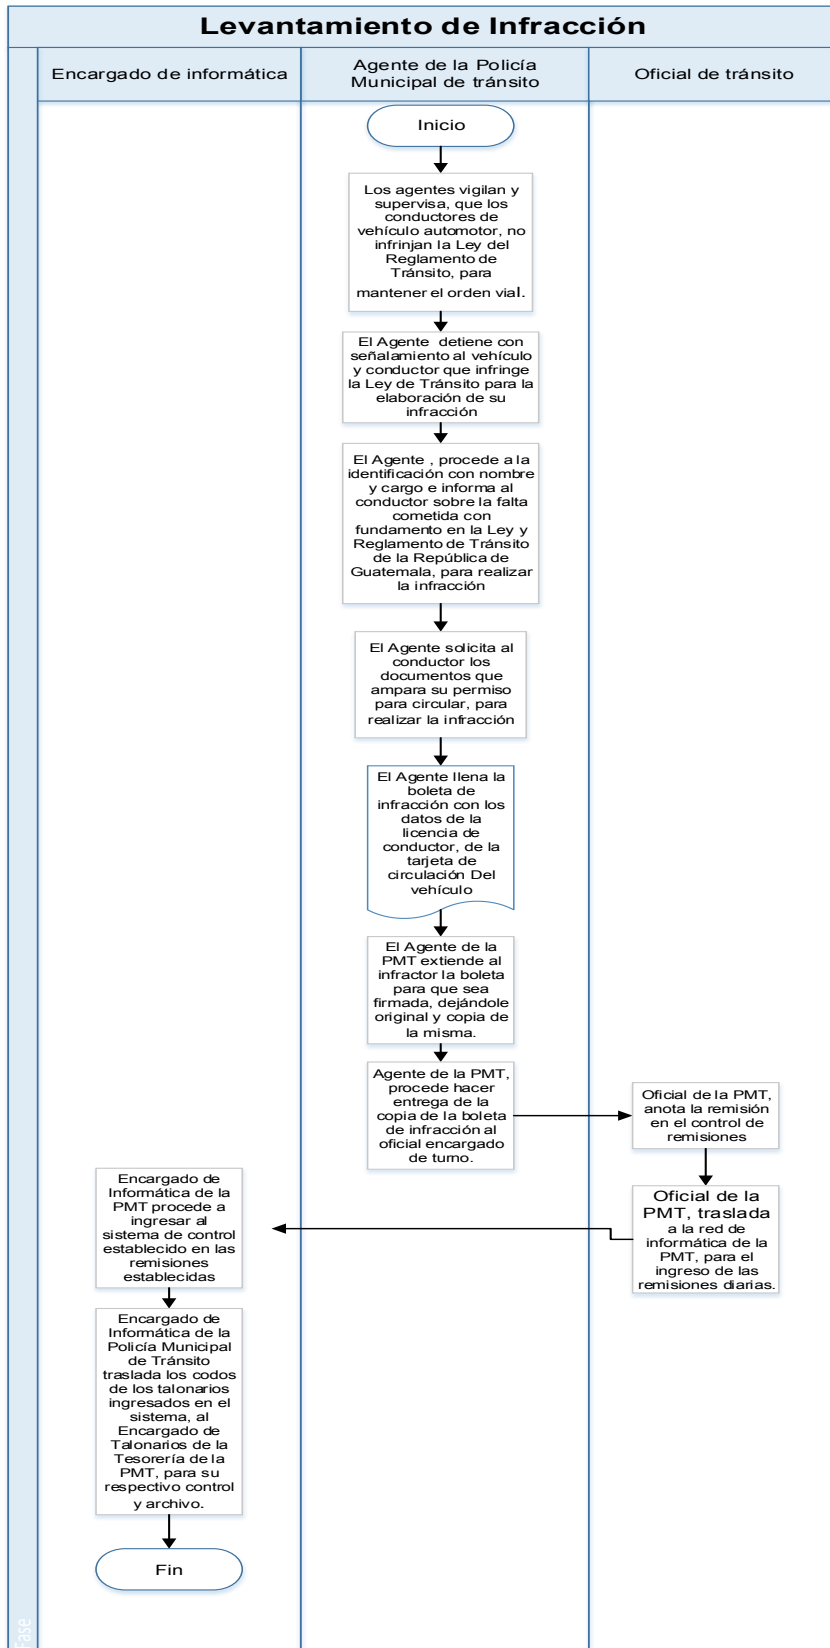 Levantamiento de Infracción
Encargado de informática
Agente de la Policía
Municipal de tránsito
Oficial de tránsito
Inicio
Los agentes vigilan y
supervisa, que los
conductores de
vehículo automotor, no
infrinjan la Ley del
Reglamento de
Tránsito, para
mantener el orden vial.
El Agente detiene con
señalamiento al vehículo
y conductor que infringe
la Ley de Tránsito para la
elaboración de su
infracción
El Agente , procede a la
identificación con nombre
y cargo e informa al
conductor sobre la falta
cometida con
fundamento en la Ley y
Reglamento de Tránsito
de la República de
Guatemala, para realizar
la infracción
El Agente solicita al
conductor los
documentos que
ampara su permiso
para circular, para
realizar la infracción
El Agente llena la
boleta de
infracción con los
datos de la
licencia de
conductor, de la
tarjeta de
circulación Del
vehículo
El Agente de la
PMT extiende al
infractor la boleta
para que sea
firmada, dejándole
original y copia de
la misma.
Agente de la PMT,
procede hacer
entrega de la
copia de la boleta
de infracción al
oficial encargado
de turno.
Oficial de la PMT,
anota la remisión
en el control de
remisiones
Oficial de la
PMT, traslada
a la red de
informática de la
PMT, para el
ingreso de las
remisiones diarias.
Encargado de
Informática de la
PMT procede a
ingresar al
sistema de control
establecido en las
remisiones
establecidas
Encargado de
Informática de la
Policía Municipal
de Tránsito
traslada los codos
de los talonarios
ingresados en el
sistema, al
Encargado de
Talonarios de la
Tesorería de la
PMT, para su
respectivo control
y archivo.
Fin
Fase